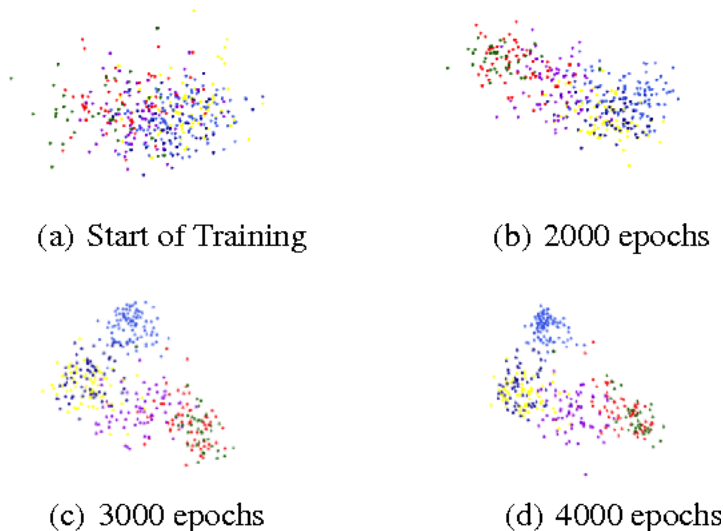 (a) Start of Training
(b) 2000 epochs
(c) 3000 epochs
(d) 4000 epochs